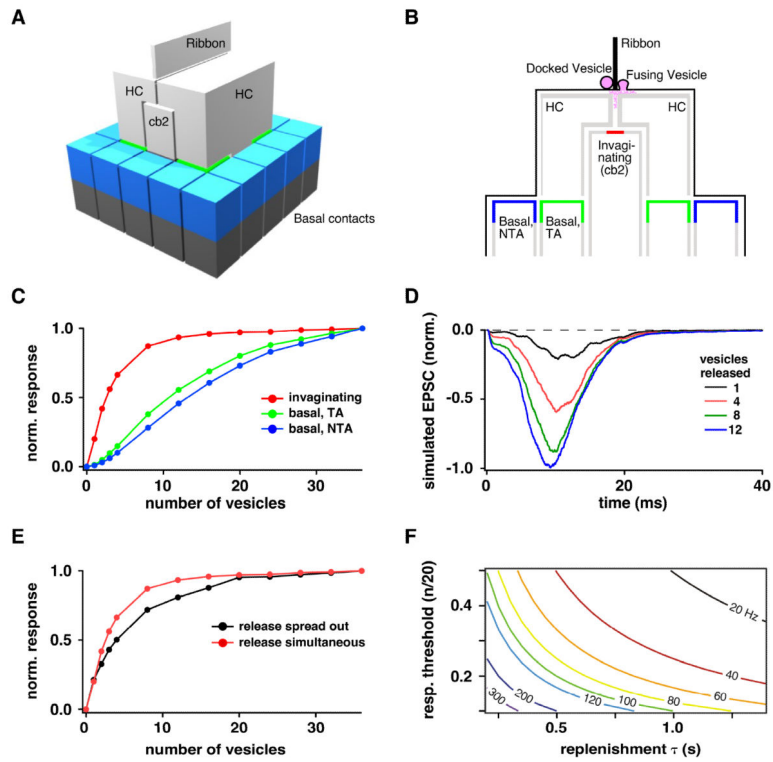 A
Ribbon
HC
HC
cb2
Basal contacts
B
Ribbon
Docked Vesicle
Fusing Vesicle
HC
HC
Invagi-
nating
(cb2)
Basal,
NTA
Basal,
TA
C
norm. response
1.0
0.5
0.0
invaginating
basal, TA
basal, NTA
0
10
20
30
number of vesicles
D
simulated EPSC (norm.)
0.0
-0.5
-1.0
vesicles
released
1
4
8
12
0
20
40
time (ms)
E
norm. response
1.0
0.5
0.0
release spread out
release simultaneous
0
10
20
30
number of vesicles
F
resp. threshold (n/20)
0.4
0.2
20 Hz
40
60
80
100
120
200
300
0.5
1.0
replenishment τ (s)